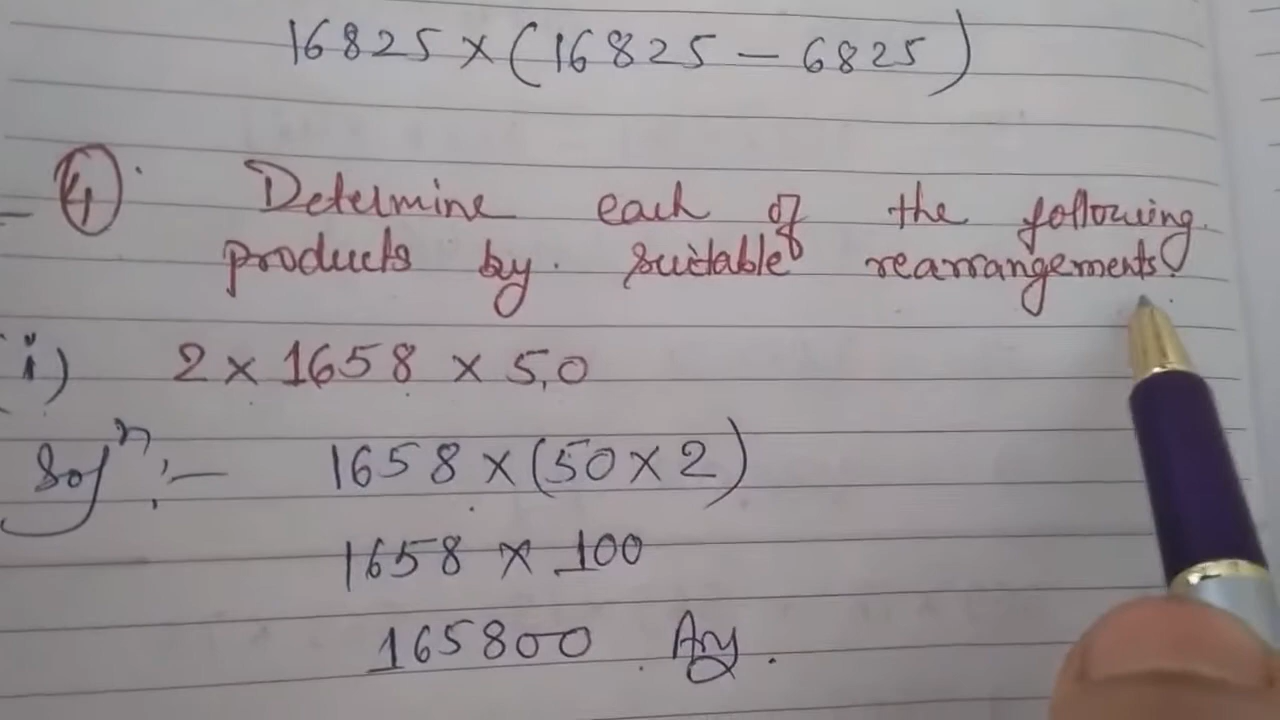 16825 × (16825 – 6825)
④. Determine each of the following
products by suitable rearrangements.
i) 2 × 1658 × 50
Solⁿ :– 1658 × (50 × 2)
1658 × 100
165800 Ans.